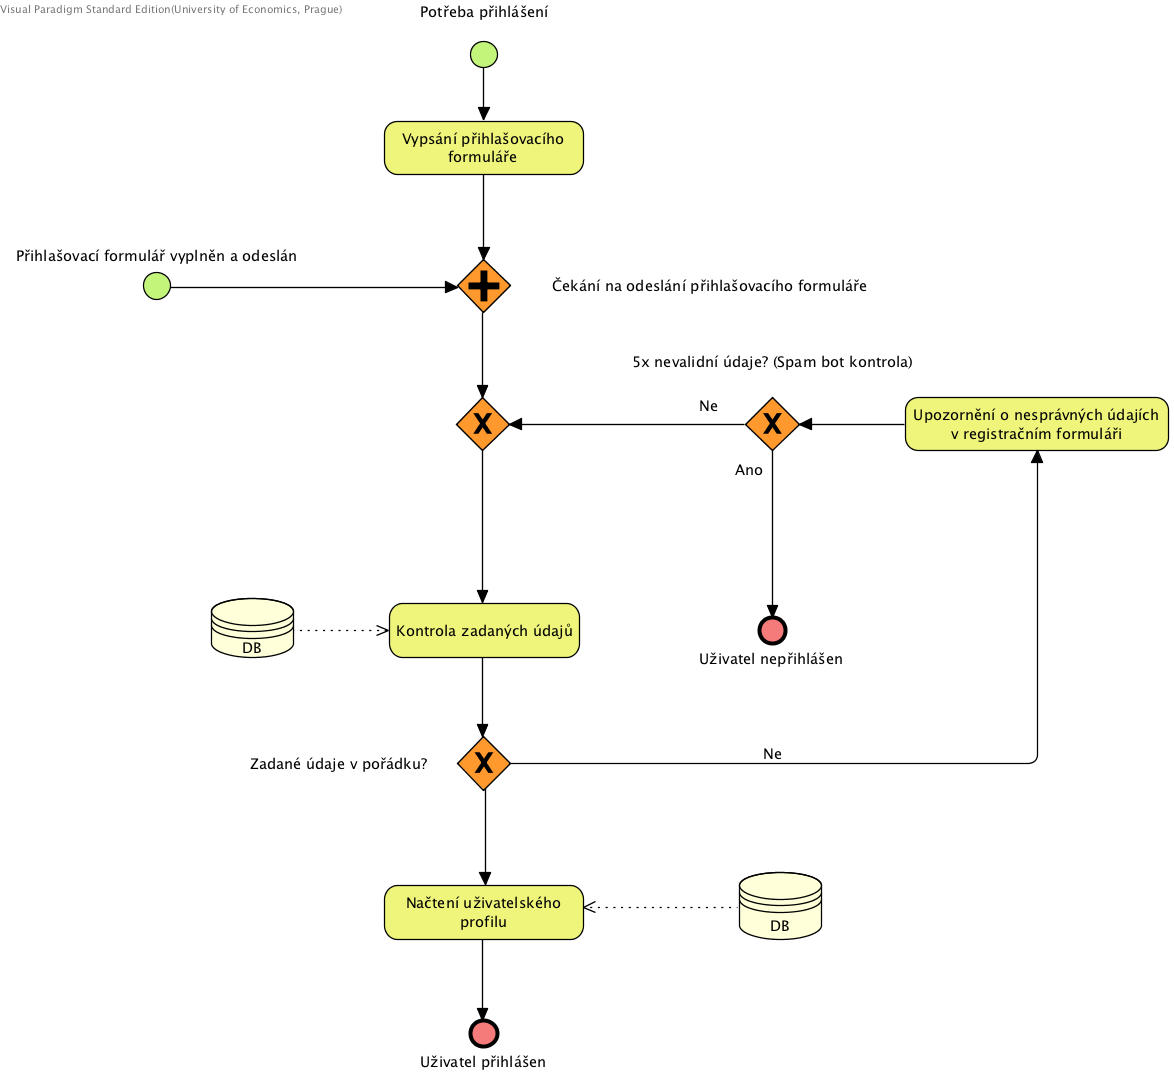 Visual Paradigm Standard Edition(University of Economics, Prague)
Potřeba přihlášení
Vypsání přihlašovacího
formuláře
Přihlašovací formulář vyplněn a odeslán
Čekání na odeslání přihlašovacího formuláře
5x nevalidní údaje? (Spam bot kontrola)
Ne
Upozornění o nesprávných údajích
v registračním formuláři
Ano
DB
Kontrola zadaných údajů
Uživatel nepřihlášen
Zadané údaje v pořádku?
Ne
Načtení uživatelského
profilu
DB
Uživatel přihlášen